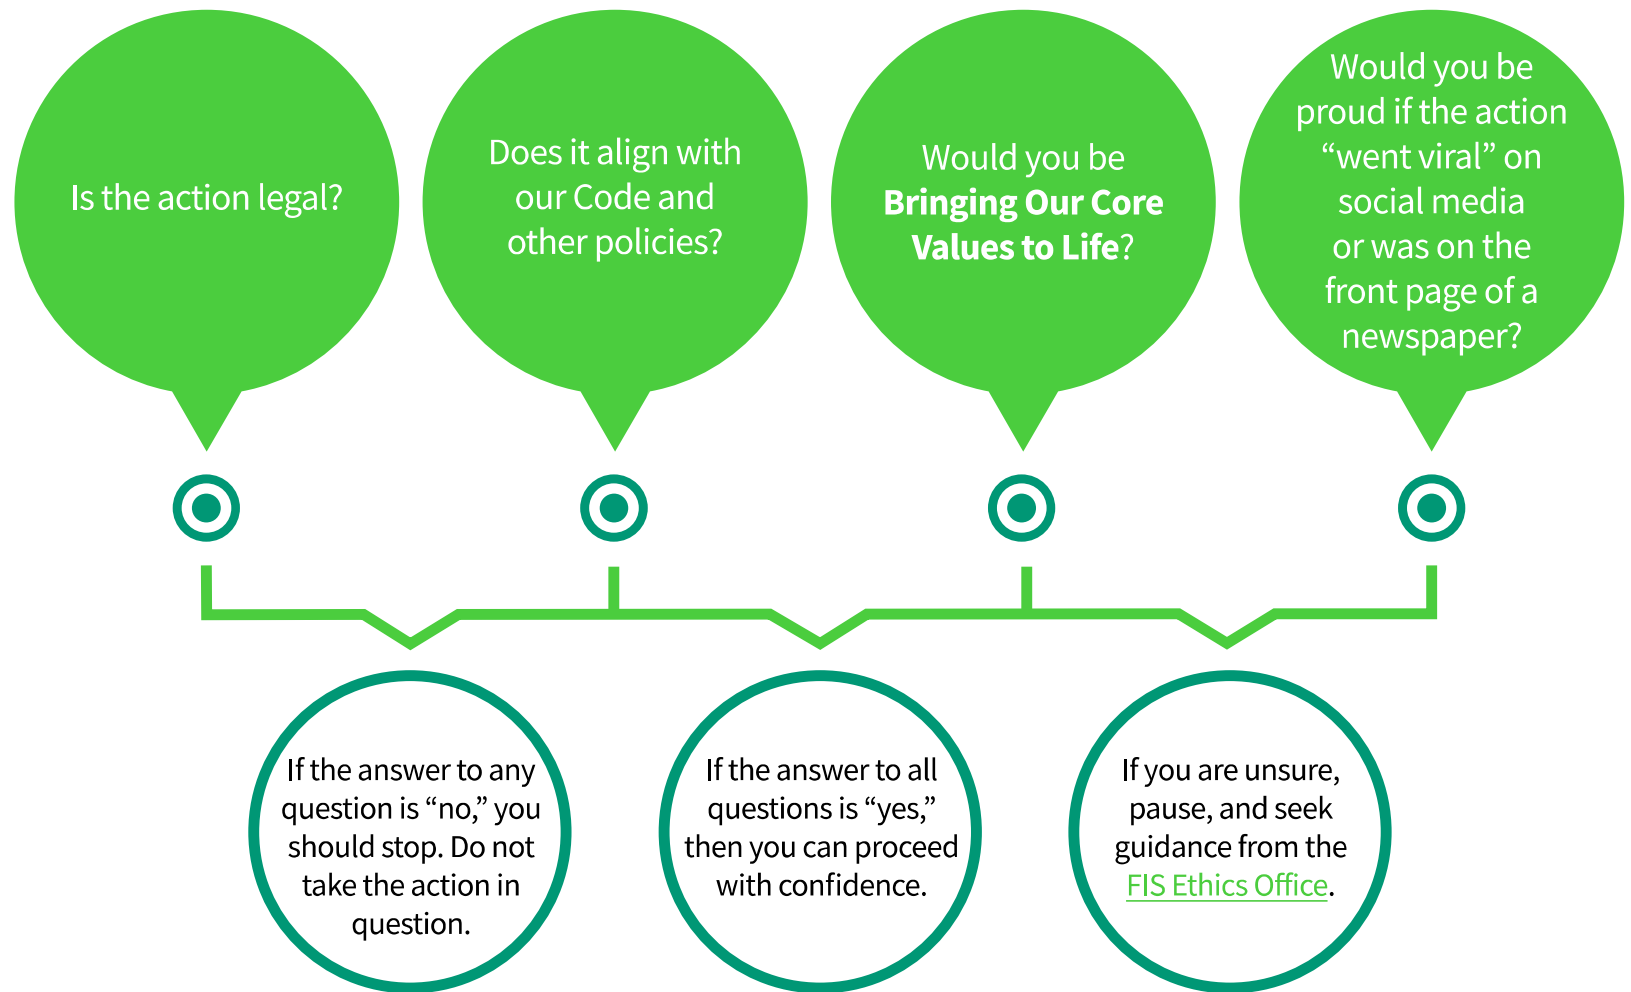 Is the action legal?
Does it align with
our Code and
other policies?
Would you be
Bringing Our Core
Values to Life?
Would you be
proud if the action
“went viral” on
social media
or was on the
front page of a
newspaper?
If the answer to any
question is “no,” you
should stop. Do not
take the action in
question.
If the answer to all
questions is “yes,”
then you can proceed
with confidence.
If you are unsure,
pause, and seek
guidance from the
FIS Ethics Office.